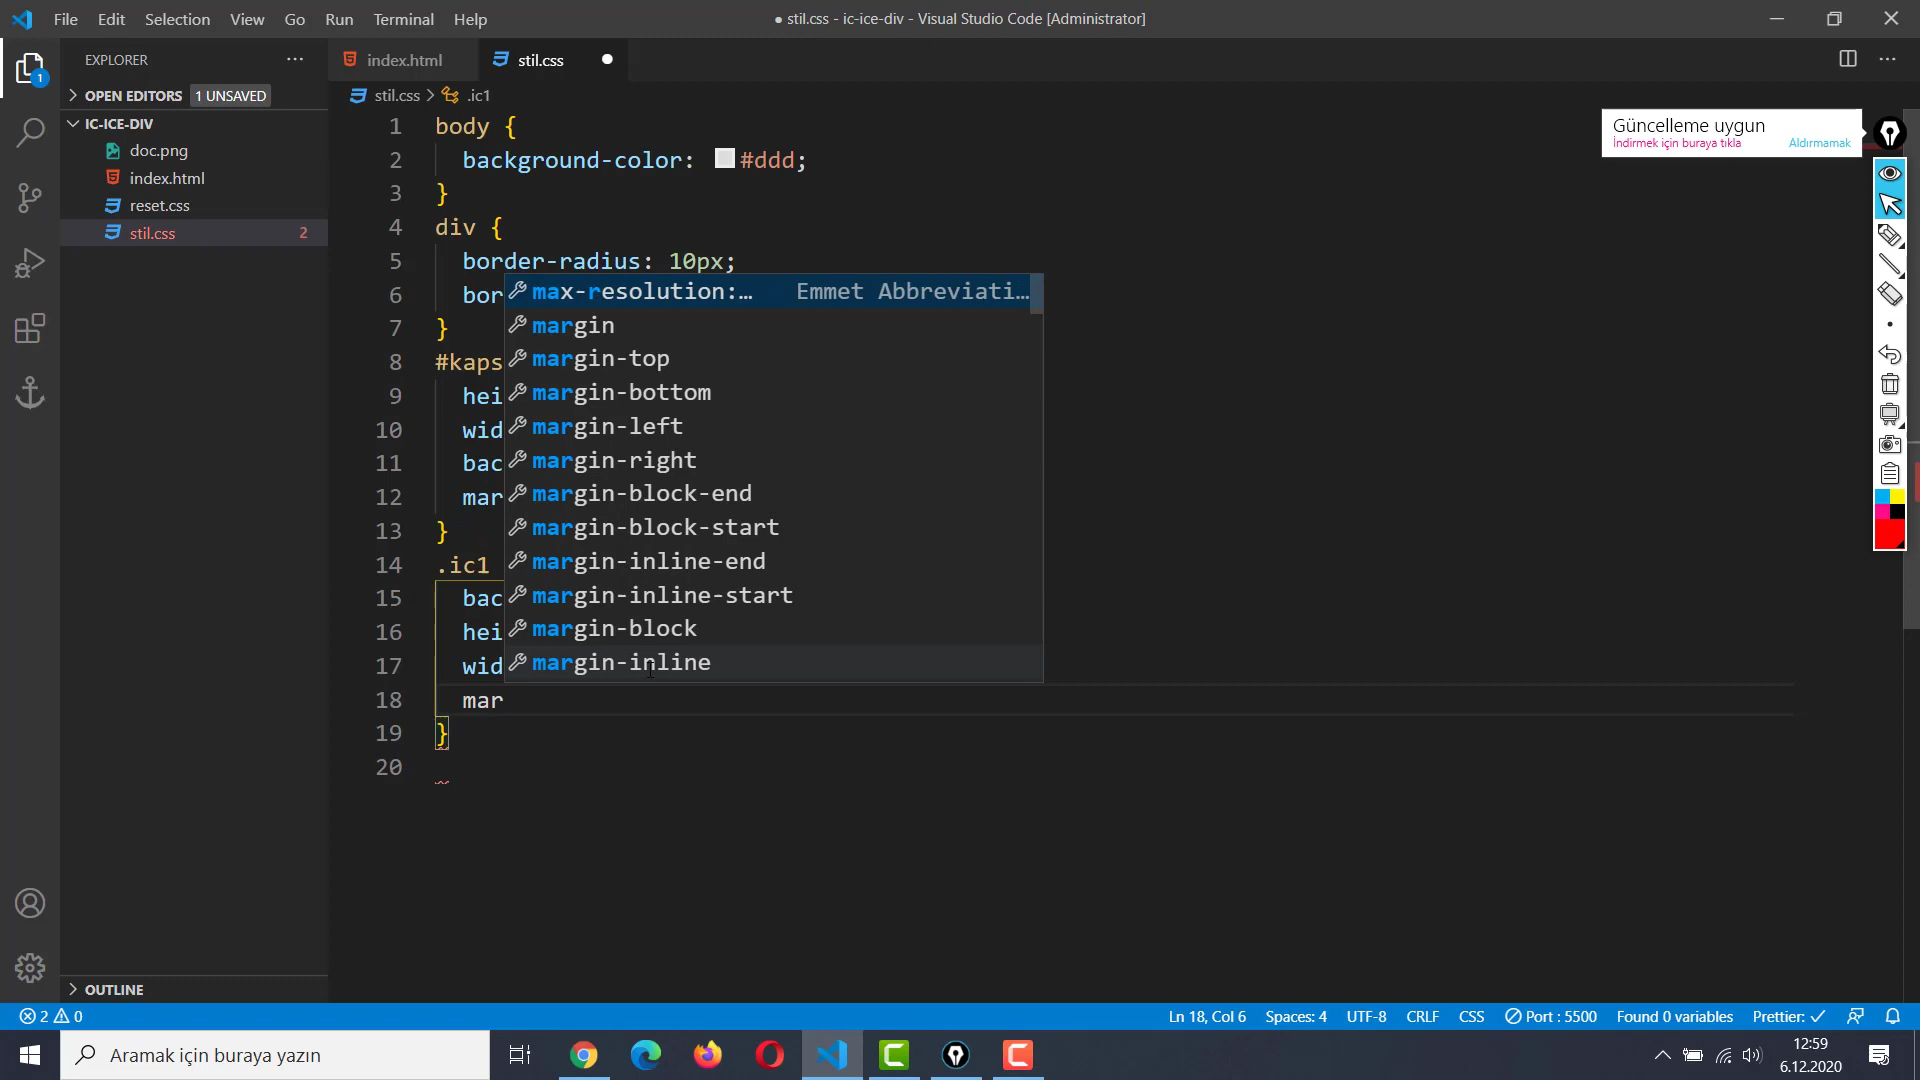 File Edit Selection View Go Run Terminal Help
● stil.css - ic-ice-div - Visual Studio Code [Administrator]
EXPLORER
OPEN EDITORS 1 UNSAVED
IC-ICE-DIV
doc.png
index.html
reset.css
stil.css 2
OUTLINE
index.html
stil.css
stil.css > .ic1
1 body {
2 background-color: #ddd;
3 }
4 div {
5 border-radius: 10px;
6 bor
7 }
8 #kaps
9 hei
10 wid
11 bac
12 mar
13 }
14 .ic1
15 bac
16 hei
17 wid
18 mar
19 }
20
max-resolution:… Emmet Abbreviati…
margin
margin-top
margin-bottom
margin-left
margin-right
margin-block-end
margin-block-start
margin-inline-end
margin-inline-start
margin-block
margin-inline
Güncelleme uygun
İndirmek için buraya tıkla Aldırmamak
1
2 0
Ln 18, Col 6 Spaces: 4 UTF-8 CRLF CSS Port : 5500 Found 0 variables Prettier: ✓
Aramak için buraya yazın
12:59
6.12.2020